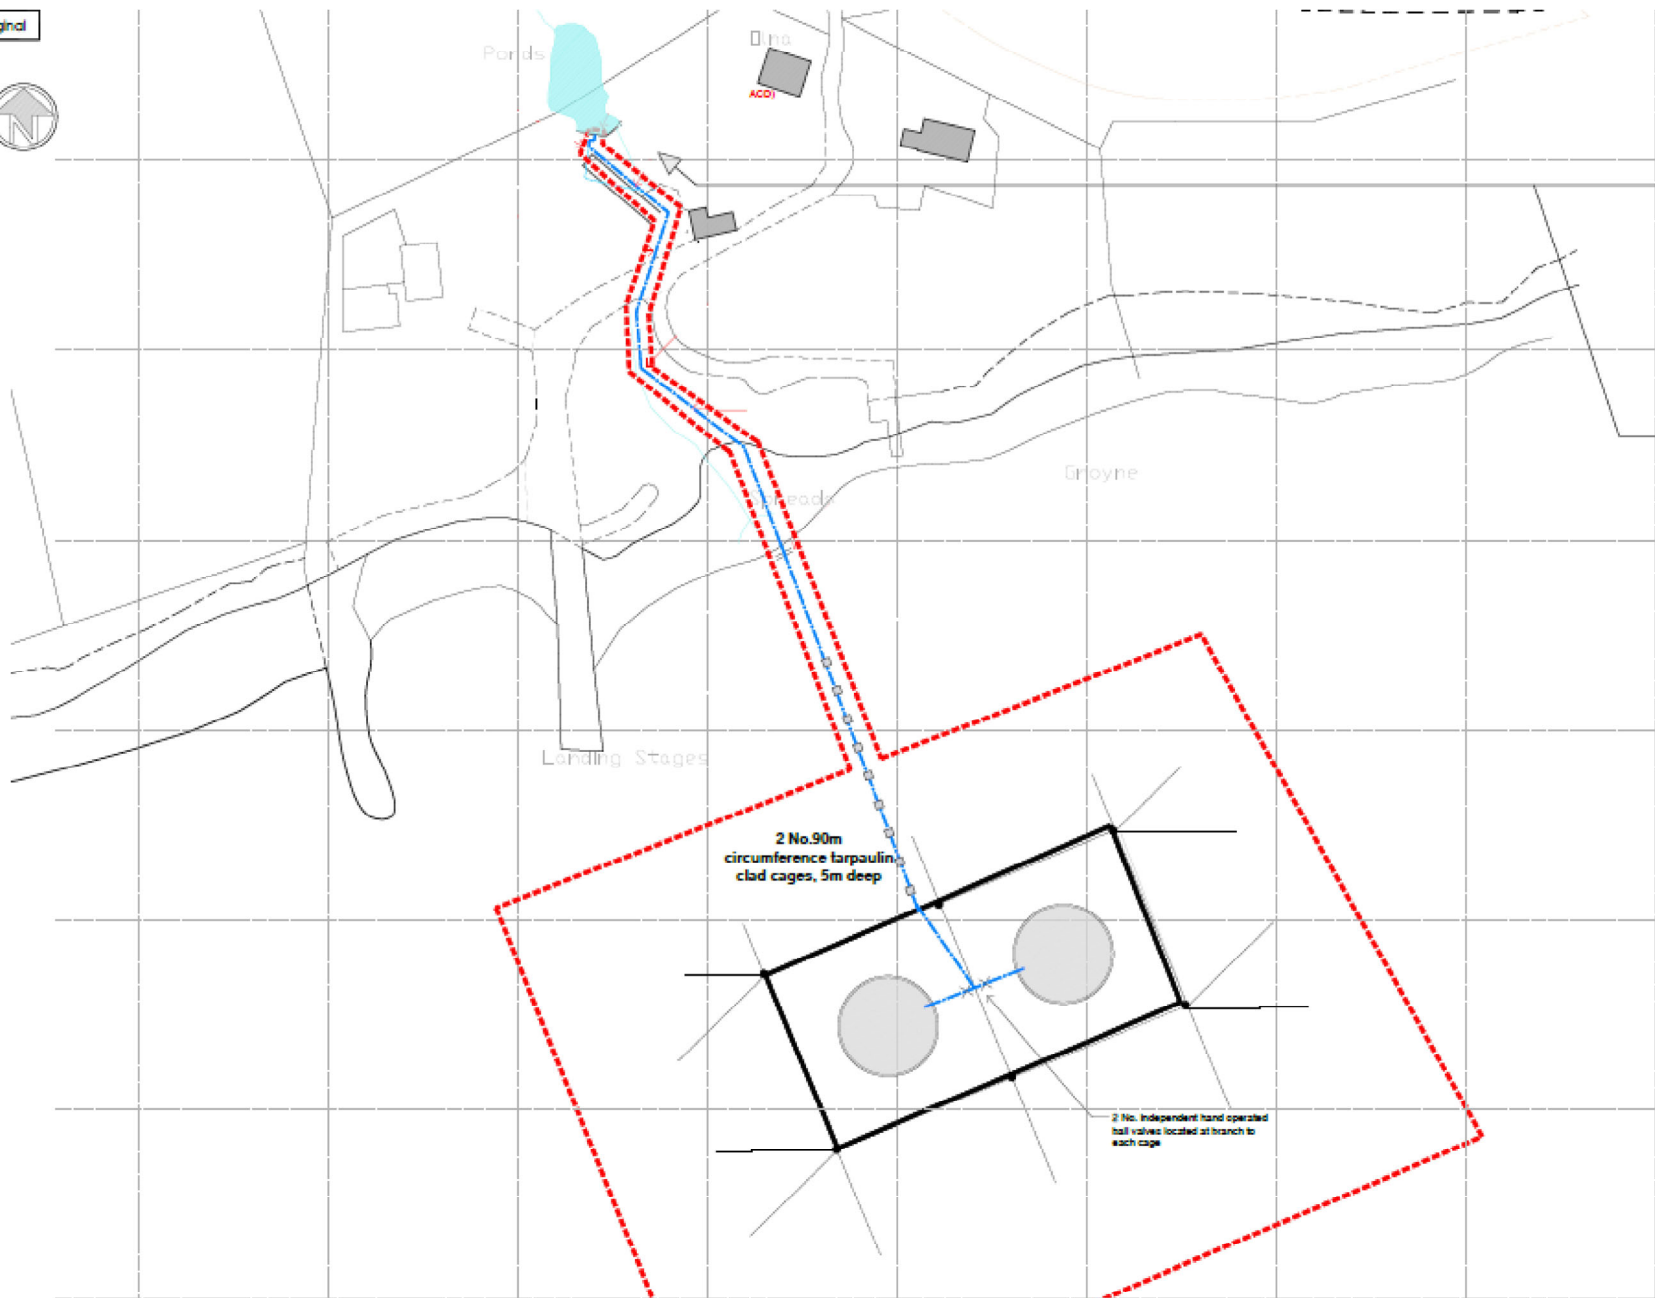 ginal
N
Ponds
ACO)
Groyne
Spreads
Landing Stages
2 No.90m
circumference tarpaulin
clad cages, 5m deep
2 No. independent hand operated
ball valves located at branch to
each cage